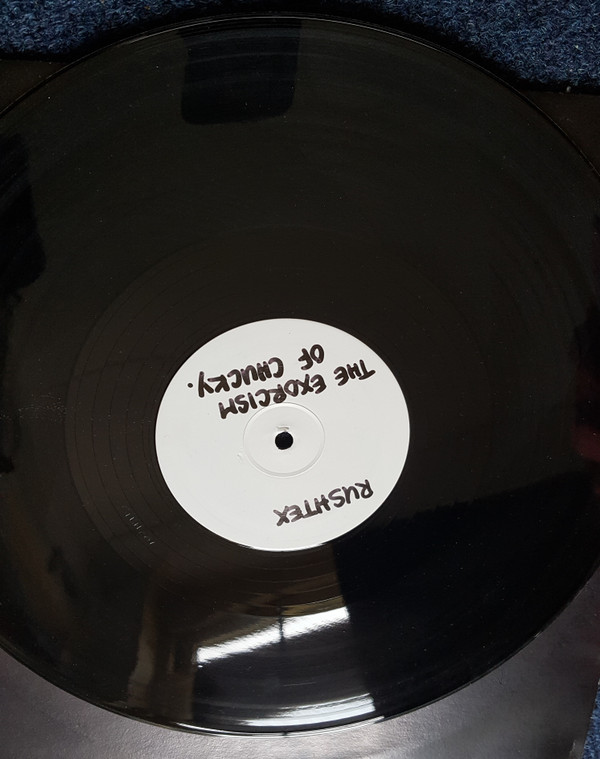 RUSHTEX
THE EXORCISM
OF CHUCKY.